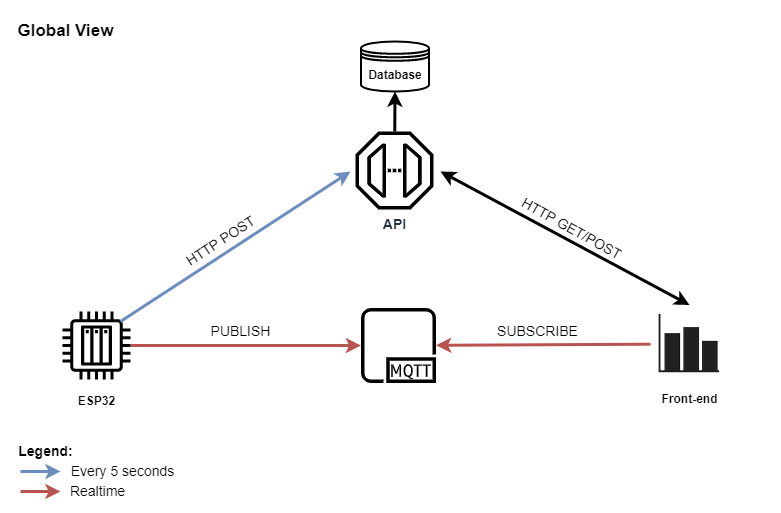 Global View
Database
API
HTTP POST
HTTP GET/POST
PUBLISH
SUBSCRIBE
MQTT
ESP32
Front-end
Legend:
Every 5 seconds
Realtime